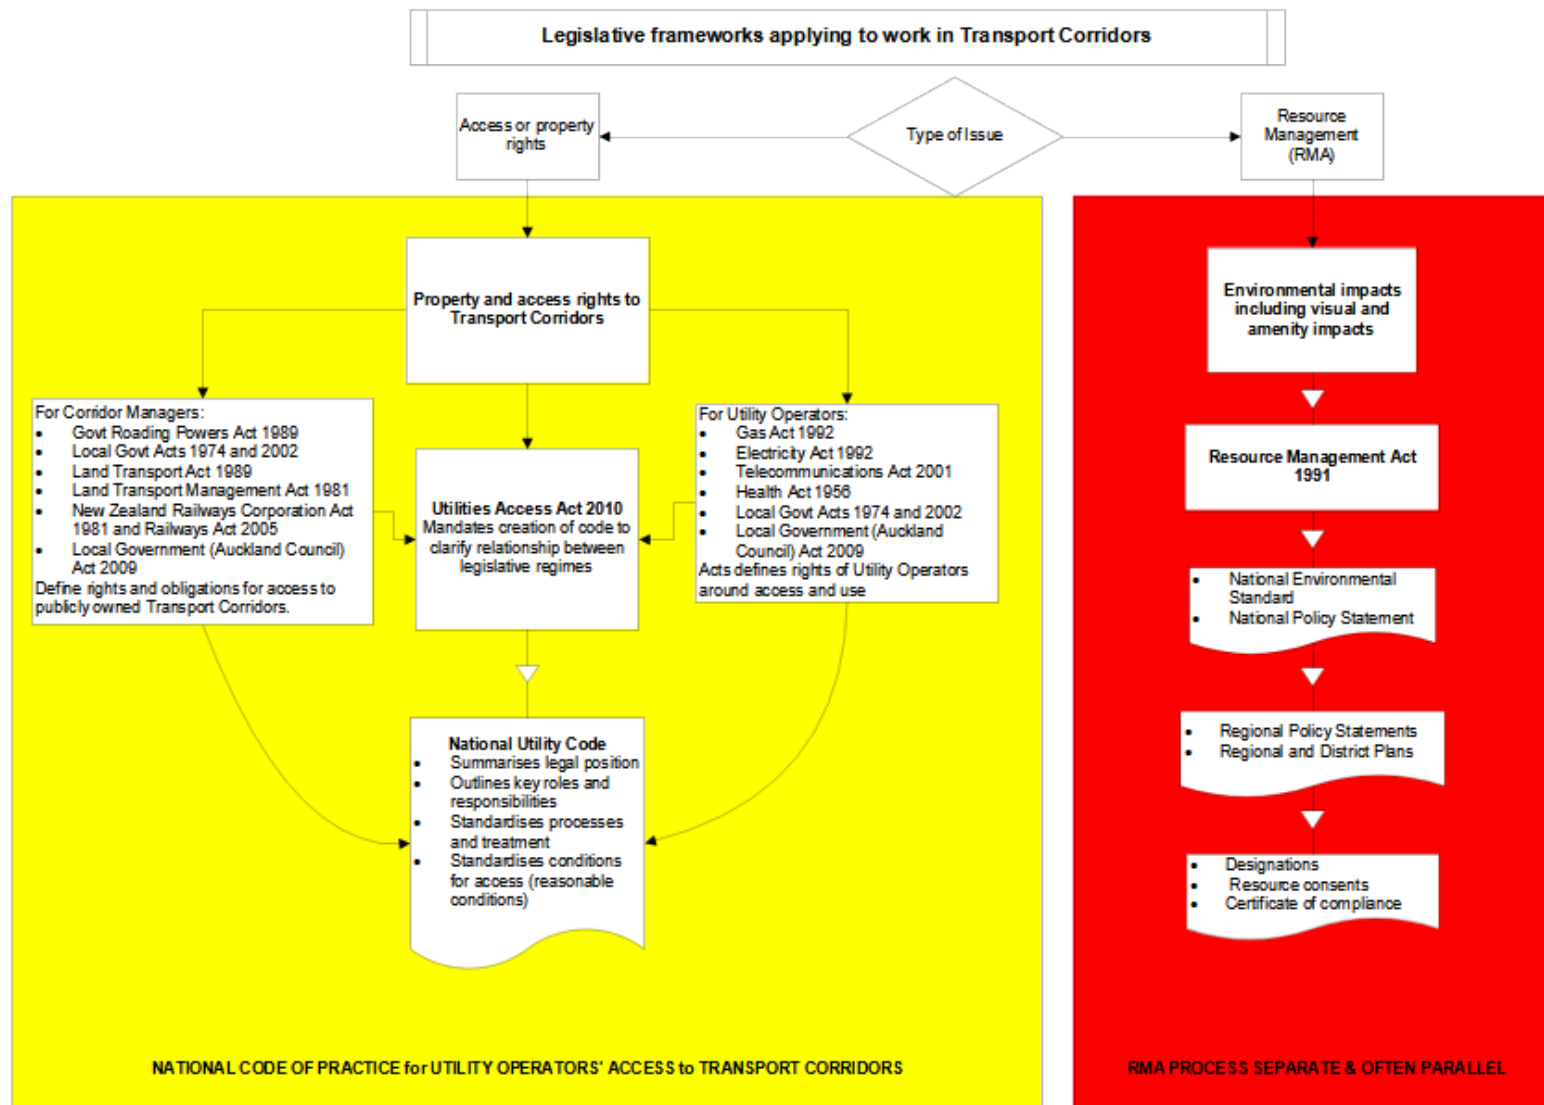 Legislative frameworks applying to work in Transport Corridors
Access or property
rights
Type of Issue
Resource
Management
(RMA)
Property and access rights to
Transport Corridors
For Corridor Managers:
• Govt Roading Powers Act 1989
• Local Govt Acts 1974 and 2002
• Land Transport Act 1989
• Land Transport Management Act 1981
• New Zealand Railways Corporation Act
1981 and Railways Act 2005
• Local Government (Auckland Council)
Act 2009
Define rights and obligations for access to
publicly owned Transport Corridors.
Utilities Access Act 2010
Mandates creation of code to
clarify relationship between
legislative regimes
For Utility Operators:
• Gas Act 1992
• Electricity Act 1992
• Telecommunications Act 2001
• Health Act 1956
• Local Govt Acts 1974 and 2002
• Local Government (Auckland
Council) Act 2009
Acts defines rights of Utility Operators
around access and use
National Utility Code
• Summarises legal position
• Outlines key roles and
responsibilities
• Standardises processes
and treatment
• Standardises conditions
for access (reasonable
conditions)
NATIONAL CODE OF PRACTICE for UTILITY OPERATORS' ACCESS to TRANSPORT CORRIDORS
Environmental impacts
including visual and
amenity impacts
Resource Management Act
1991
• National Environmental
Standard
• National Policy Statement
• Regional Policy Statements
• Regional and District Plans
• Designations
• Resource consents
• Certificate of compliance
RMA PROCESS SEPARATE & OFTEN PARALLEL